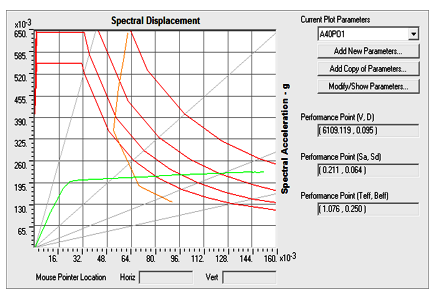 Spectral Displacement
x10⁻³
650.
585.
520.
455.
390.
325.
260.
195.
130.
65.
16. 32. 48. 64. 80. 96. 112. 128. 144. 160. x10⁻³
Spectral Acceleration - g
Mouse Pointer Location Horiz Vert
Current Plot Parameters
A40PO1
Add New Parameters...
Add Copy of Parameters...
Modify/Show Parameters...
Performance Point (V, D)
( 6109.119 , 0.095 )
Performance Point (Sa, Sd)
( 0.211 , 0.064 )
Performance Point (Teff, Beff)
( 1.076 , 0.250 )